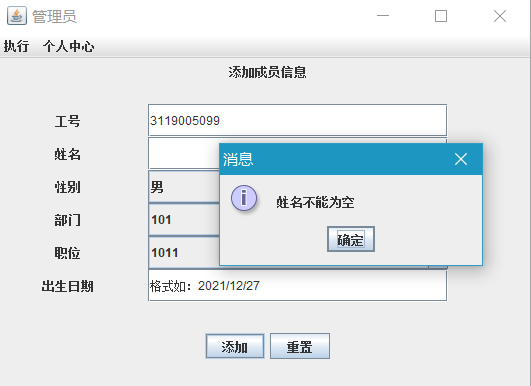 管理员
执行 个人中心
添加成员信息
工号 3119005099
姓名
消息
性别 男
姓名不能为空
部门 101
确定
职位 1011
出生日期 格式如：2021/12/27
添加 重置